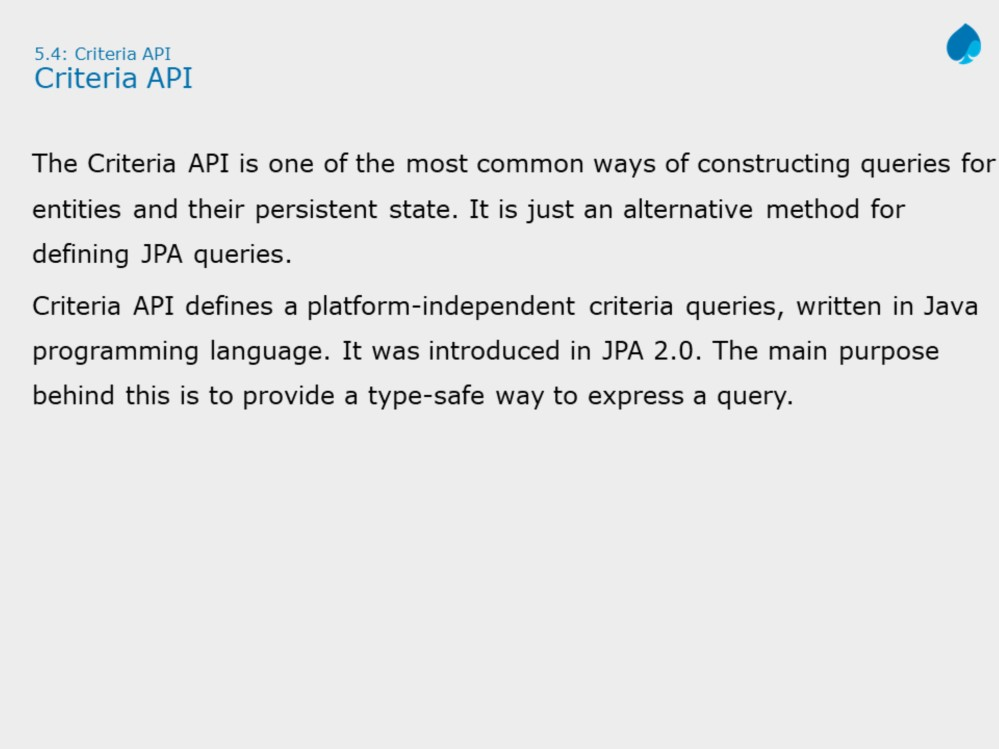 5.4: Criteria API
Criteria API
The Criteria API is one of the most common ways of constructing queries for
entities and their persistent state. It is just an alternative method for
defining JPA queries.
Criteria API defines a platform-independent criteria queries, written in Java
programming language. It was introduced in JPA 2.0. The main purpose
behind this is to provide a type-safe way to express a query.